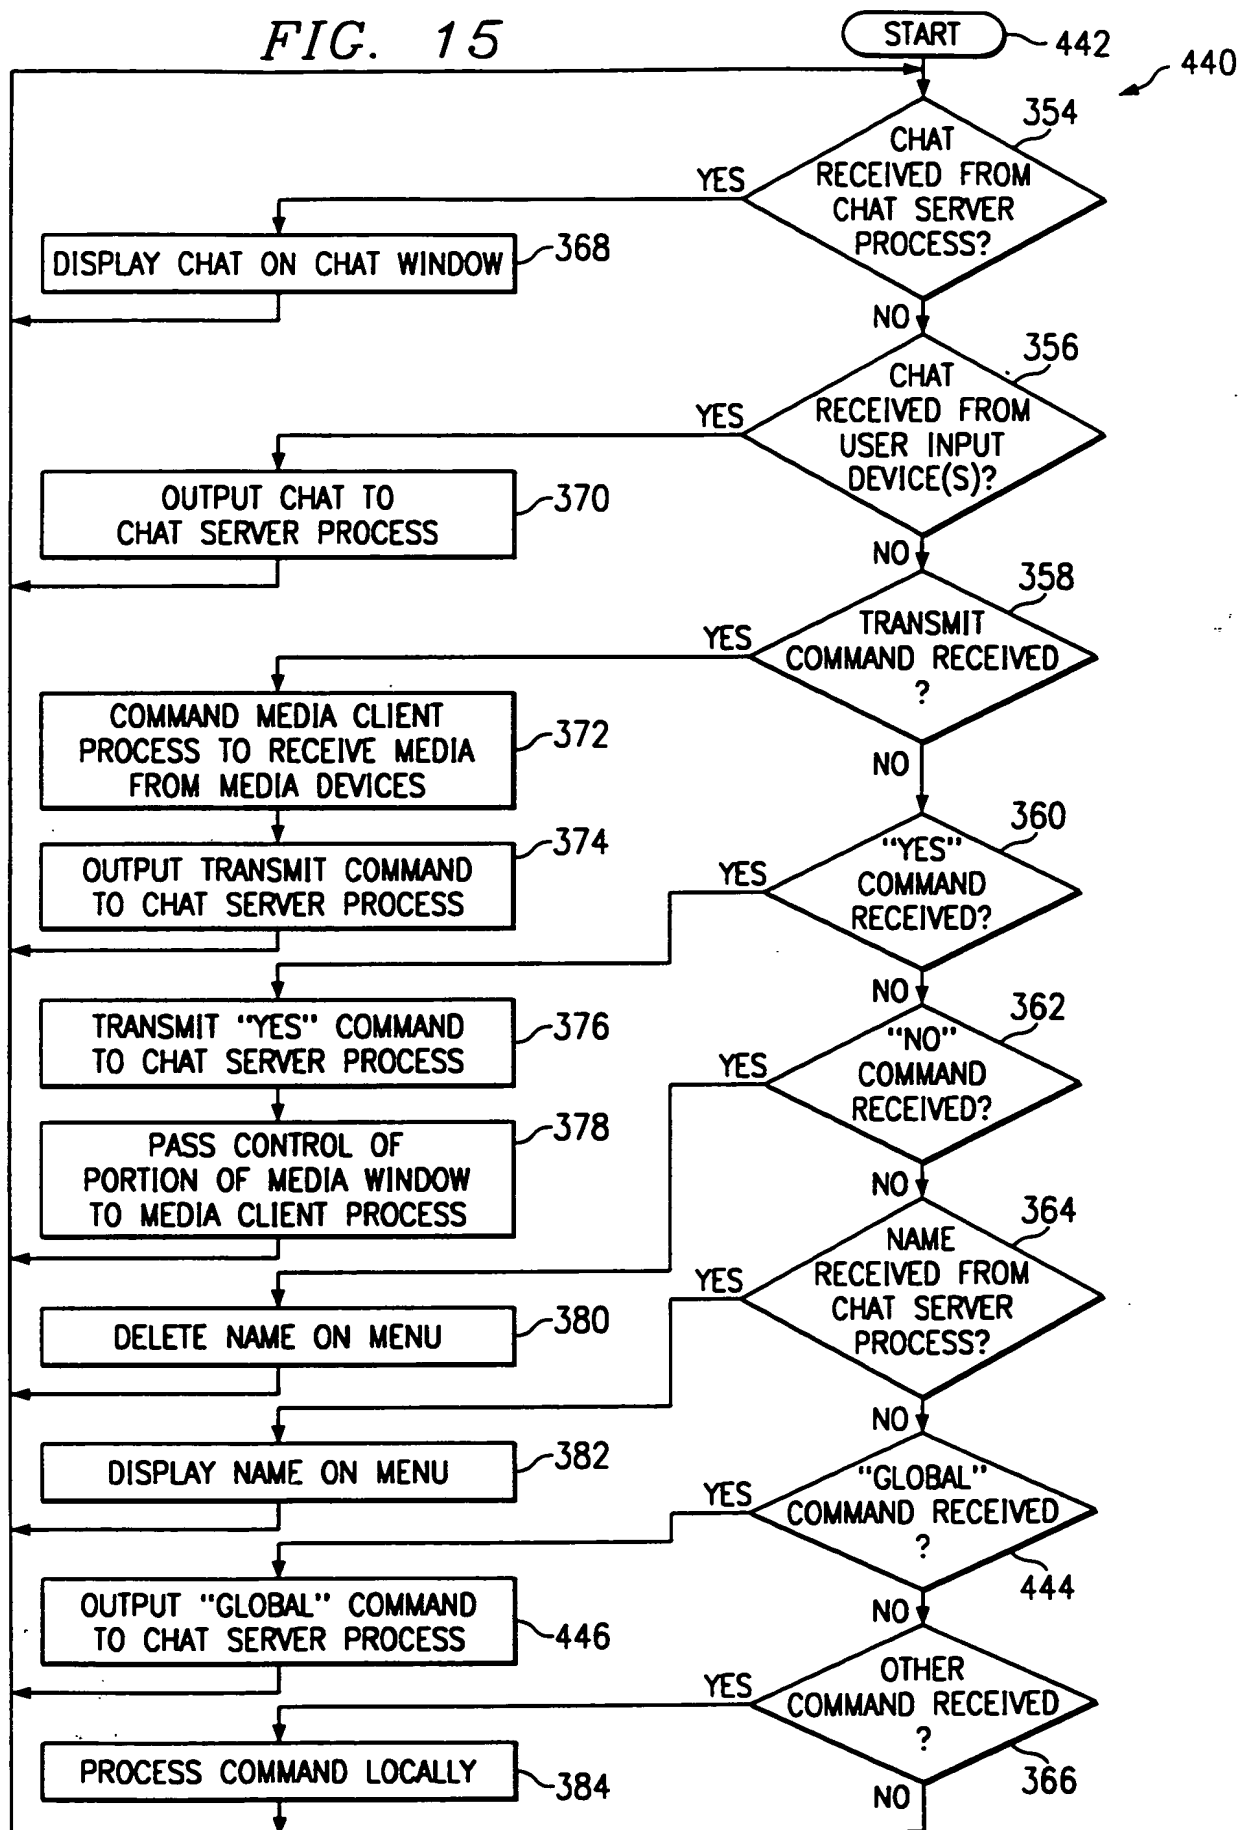 FIG. 15
START
442
440
354
CHAT
RECEIVED FROM
CHAT SERVER
PROCESS?
YES
DISPLAY CHAT ON CHAT WINDOW
368
NO
356
CHAT
RECEIVED FROM
USER INPUT
DEVICE(S)?
YES
OUTPUT CHAT TO
CHAT SERVER PROCESS
370
NO
358
TRANSMIT
COMMAND RECEIVED
?
YES
COMMAND MEDIA CLIENT
PROCESS TO RECEIVE MEDIA
FROM MEDIA DEVICES
372
NO
374
OUTPUT TRANSMIT COMMAND
TO CHAT SERVER PROCESS
360
"YES"
COMMAND
RECEIVED?
YES
TRANSMIT "YES" COMMAND
TO CHAT SERVER PROCESS
376
NO
362
"NO"
COMMAND
RECEIVED?
YES
PASS CONTROL OF
PORTION OF MEDIA WINDOW
TO MEDIA CLIENT PROCESS
378
NO
364
NAME
RECEIVED FROM
CHAT SERVER
PROCESS?
YES
DELETE NAME ON MENU
380
NO
DISPLAY NAME ON MENU
382
"GLOBAL"
COMMAND RECEIVED
?
YES
444
OUTPUT "GLOBAL" COMMAND
TO CHAT SERVER PROCESS
446
NO
OTHER
COMMAND RECEIVED
?
YES
366
PROCESS COMMAND LOCALLY
384
NO